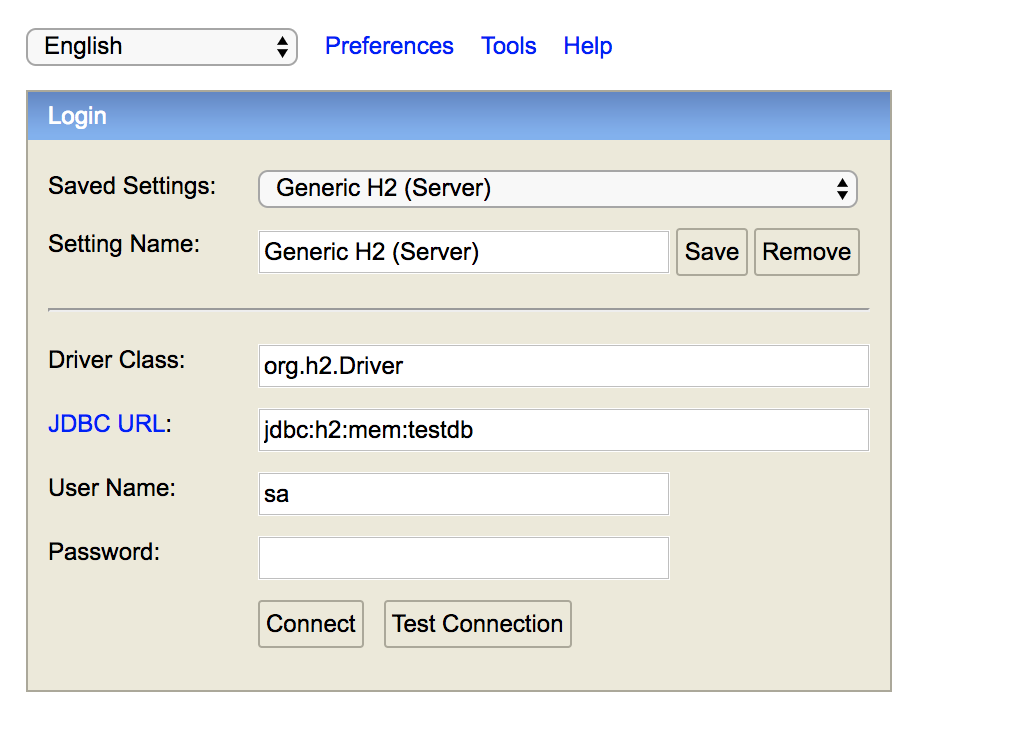 English Preferences Tools Help
Login
Saved Settings: Generic H2 (Server)
Setting Name: Generic H2 (Server) Save Remove
Driver Class: org.h2.Driver
JDBC URL: jdbc:h2:mem:testdb
User Name: sa
Password:
Connect Test Connection